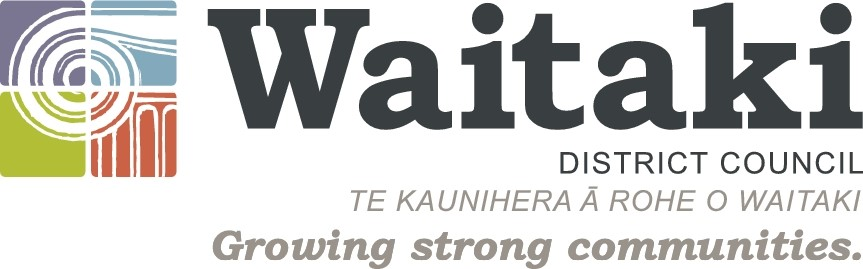 Waitaki
DISTRICT COUNCIL
TE KAUNIHERA Ā ROHE O WAITAKI
Growing strong communities.